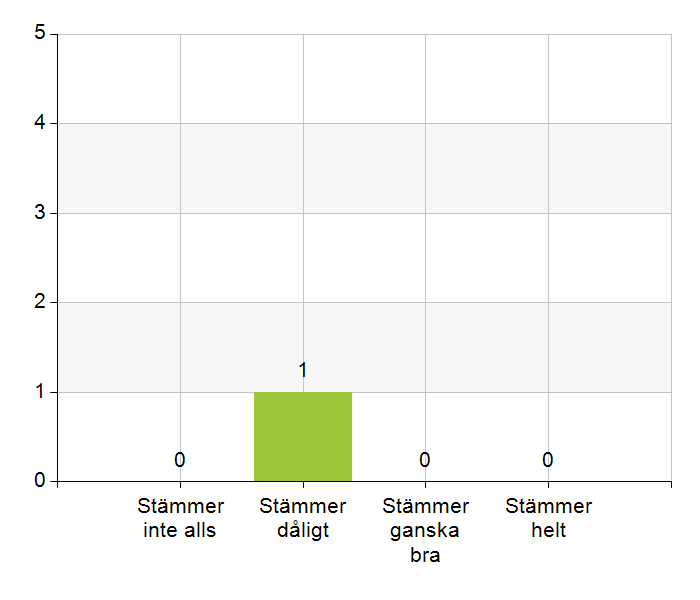 5
4
3
2
1
0
0
1
0
0
Stämmer
inte alls
Stämmer
dåligt
Stämmer
ganska
bra
Stämmer
helt